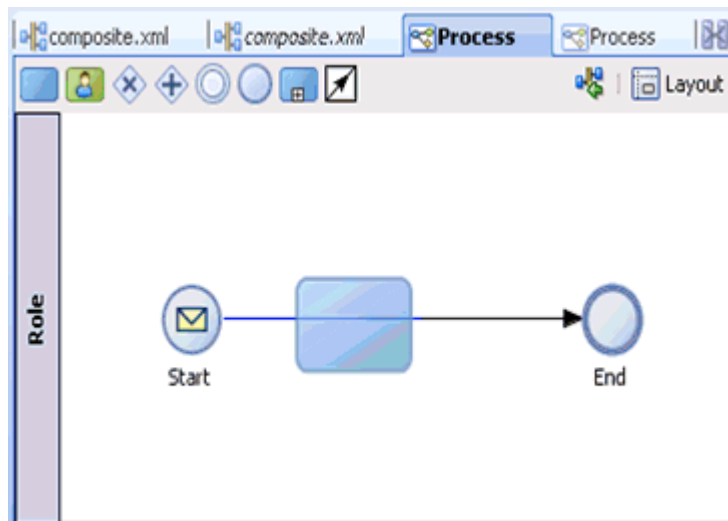 composite.xml composite.xml Process Process
Layout
Role
Start End